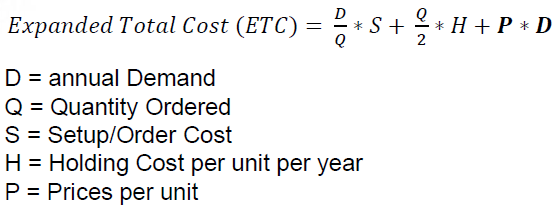 Expanded Total Cost (ETC) = D/Q * S + Q/2 * H + P * D
D = annual Demand
Q = Quantity Ordered
S = Setup/Order Cost
H = Holding Cost per unit per year
P = Prices per unit